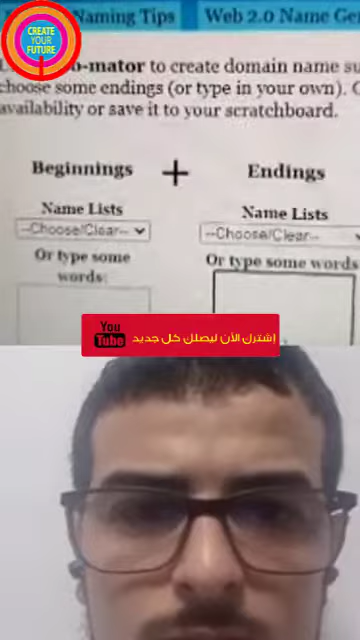 CREATE
YOUR
FUTURE
Naming Tips
Web 2.0 Name Ge
o-mator to create domain name su
choose some endings (or type in your own). C
availability or save it to your scratchboard.
Beginnings + Endings
Name Lists
Name Lists
--Choose/Clear--
--Choose/Clear--
Or type some
words:
Or type some words
You
Tube
إشترك الأن ليصلك كل جديد